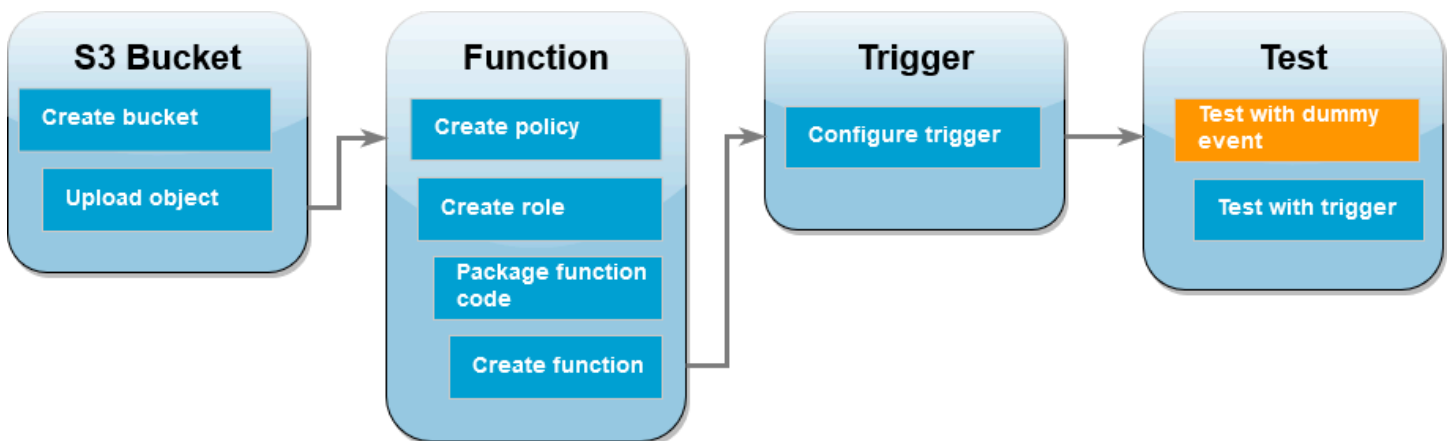 S3 Bucket
Create bucket
Upload object
Function
Create policy
Create role
Package function
code
Create function
Trigger
Configure trigger
Test
Test with dummy
event
Test with trigger